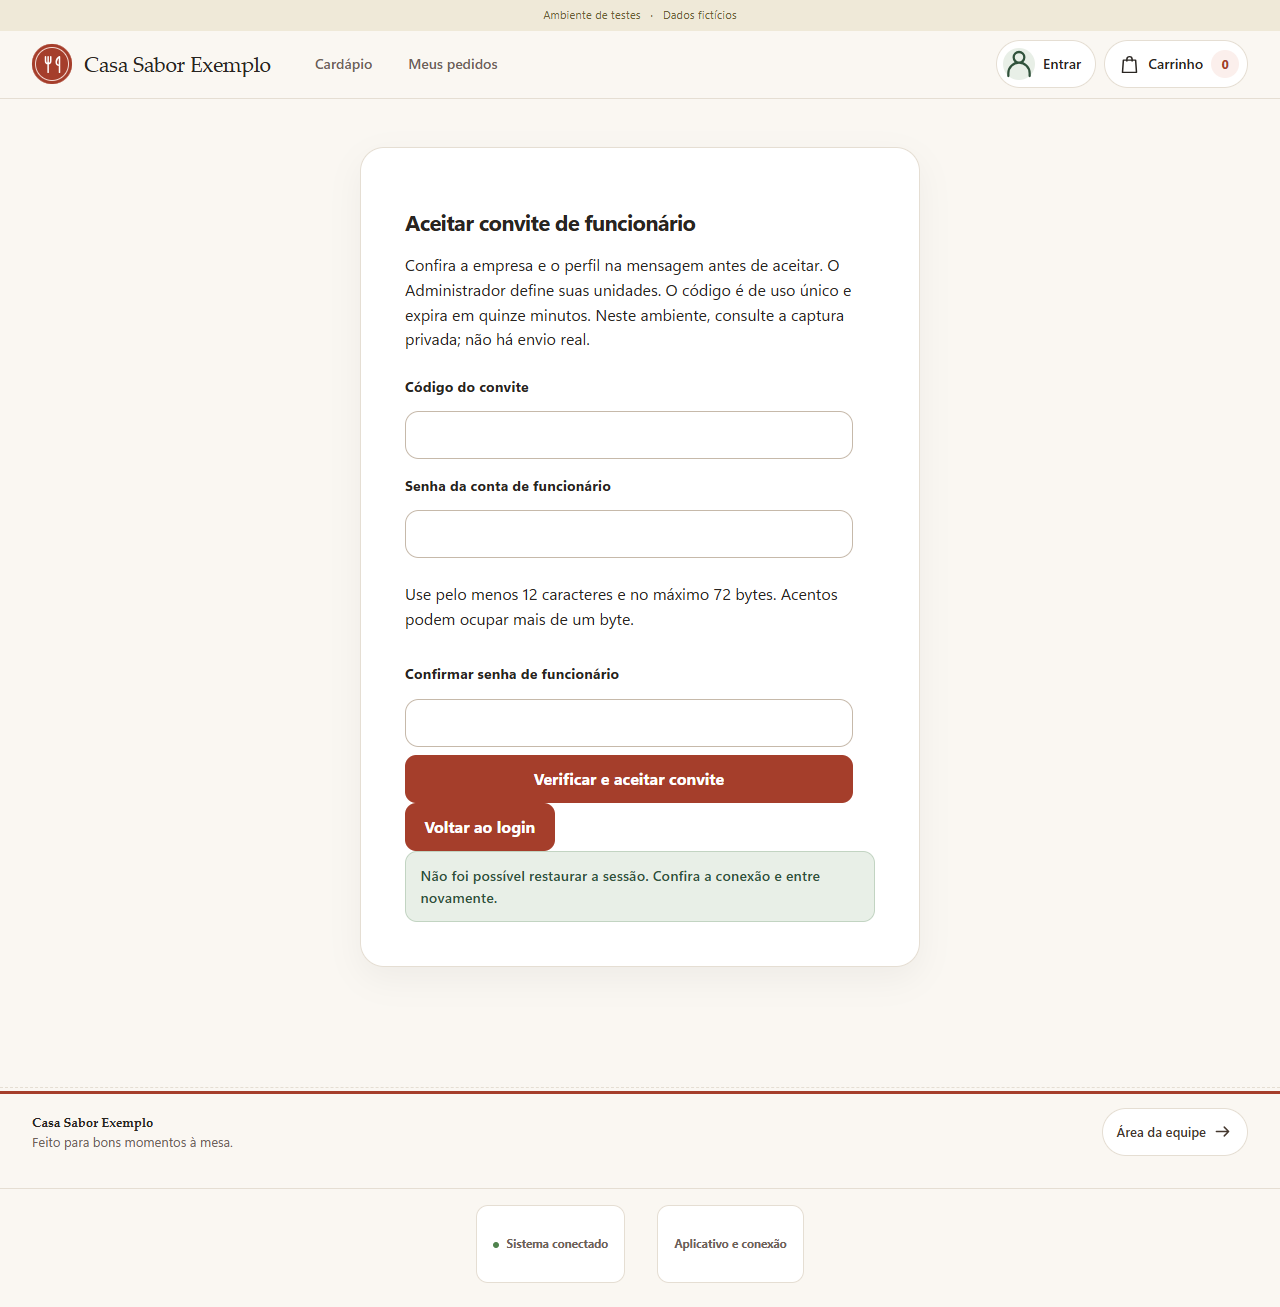 Ambiente de testes · Dados fictícios
Casa Sabor Exemplo
Cardápio
Meus pedidos
Entrar
Carrinho
0
Aceitar convite de funcionário
Confira a empresa e o perfil na mensagem antes de aceitar. O
Administrador define suas unidades. O código é de uso único e
expira em quinze minutos. Neste ambiente, consulte a captura
privada; não há envio real.
Código do convite
Senha da conta de funcionário
Use pelo menos 12 caracteres e no máximo 72 bytes. Acentos
podem ocupar mais de um byte.
Confirmar senha de funcionário
Verificar e aceitar convite
Voltar ao login
Não foi possível restaurar a sessão. Confira a conexão e entre
novamente.
Casa Sabor Exemplo
Feito para bons momentos à mesa.
Área da equipe →
Sistema conectado
Aplicativo e conexão